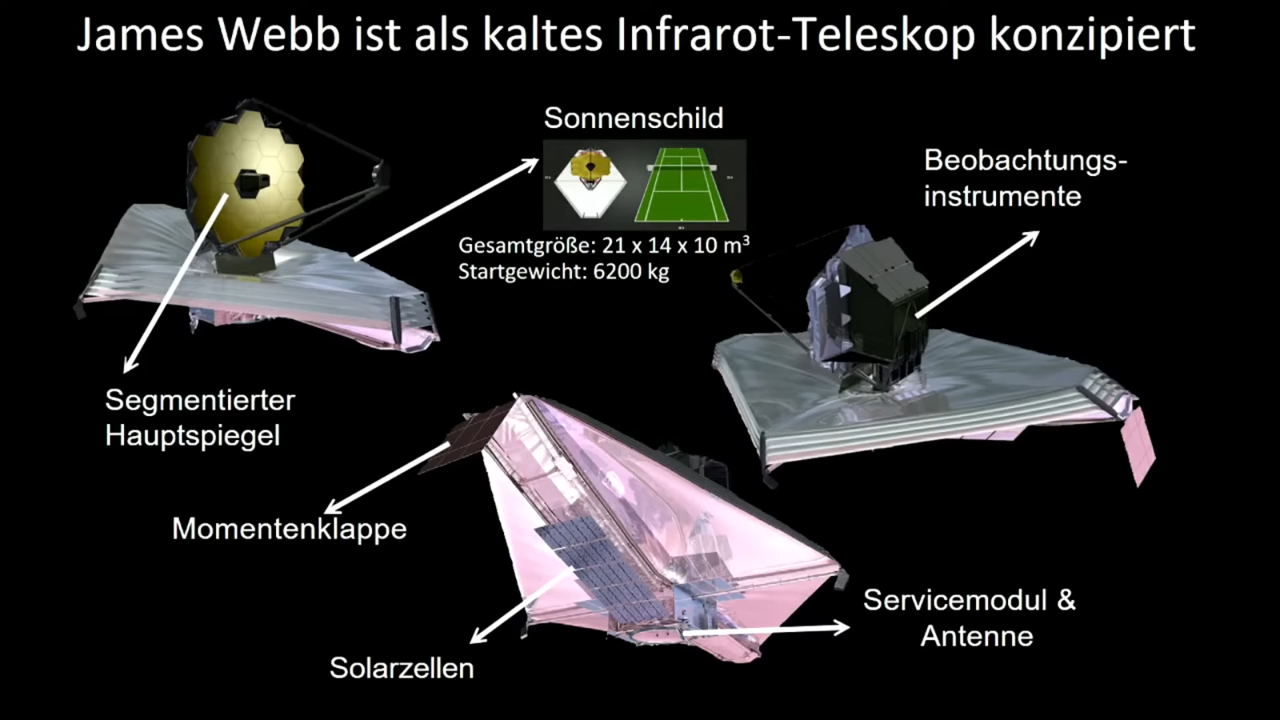 James Webb ist als kaltes Infrarot-Teleskop konzipiert
Sonnenschild
Gesamtgröße: 21 x 14 x 10 m³
Startgewicht: 6200 kg
Beobachtungs-
instrumente
Segmentierter
Hauptspiegel
Momentenklappe
Solarzellen
Servicemodul &
Antenne